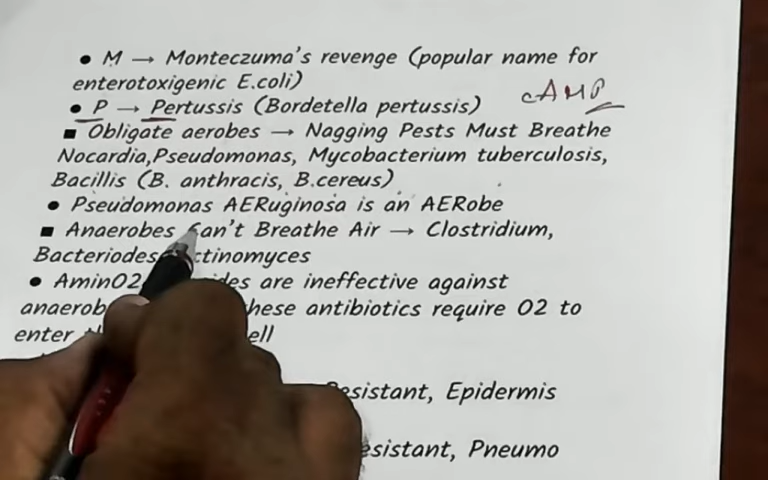 ● M → Monteczuma's revenge (popular name for
enterotoxigenic E.coli)
cAMP
● P → Pertussis (Bordetella pertussis)
■ Obligate aerobes → Nagging Pests Must Breathe
Nocardia,Pseudomonas, Mycobacterium tuberculosis,
Bacillis (B. anthracis, B.cereus)
● Pseudomonas AERuginosa is an AERobe
■ Anaerobes Can't Breathe Air → Clostridium,
Bacteriodes ctinomyces
● AminO2 des are ineffective against
anaerob hese antibiotics require O2 to
enter ell
esistant, Epidermis
esistant, Pneumo